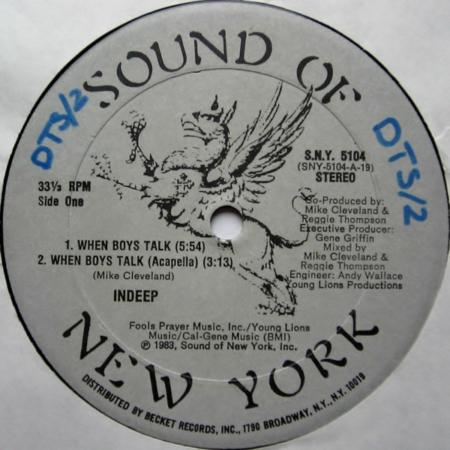 SOUND OF
DTS/2
DTS/2
S.N.Y. 5104
(SNY-5104-A-19)
STEREO
33⅓ RPM
Side One
Co-Produced by:
Mike Cleveland &
Reggie Thompson
Executive Producer:
Gene Griffin
Mixed by
Mike Cleveland &
Reggie Thompson
Engineer: Andy Wallace
Young Lions Productions
1. WHEN BOYS TALK (5:54)
2. WHEN BOYS TALK (Acapella) (3:13)
(Mike Cleveland)
INDEEP
Fools Prayer Music, Inc./Young Lions
Music/Cal-Gene Music (BMI)
℗ 1983, Sound of New York, Inc.
NEW YORK
DISTRIBUTED BY BECKET RECORDS, INC., 1790 BROADWAY, N.Y., N.Y. 10019